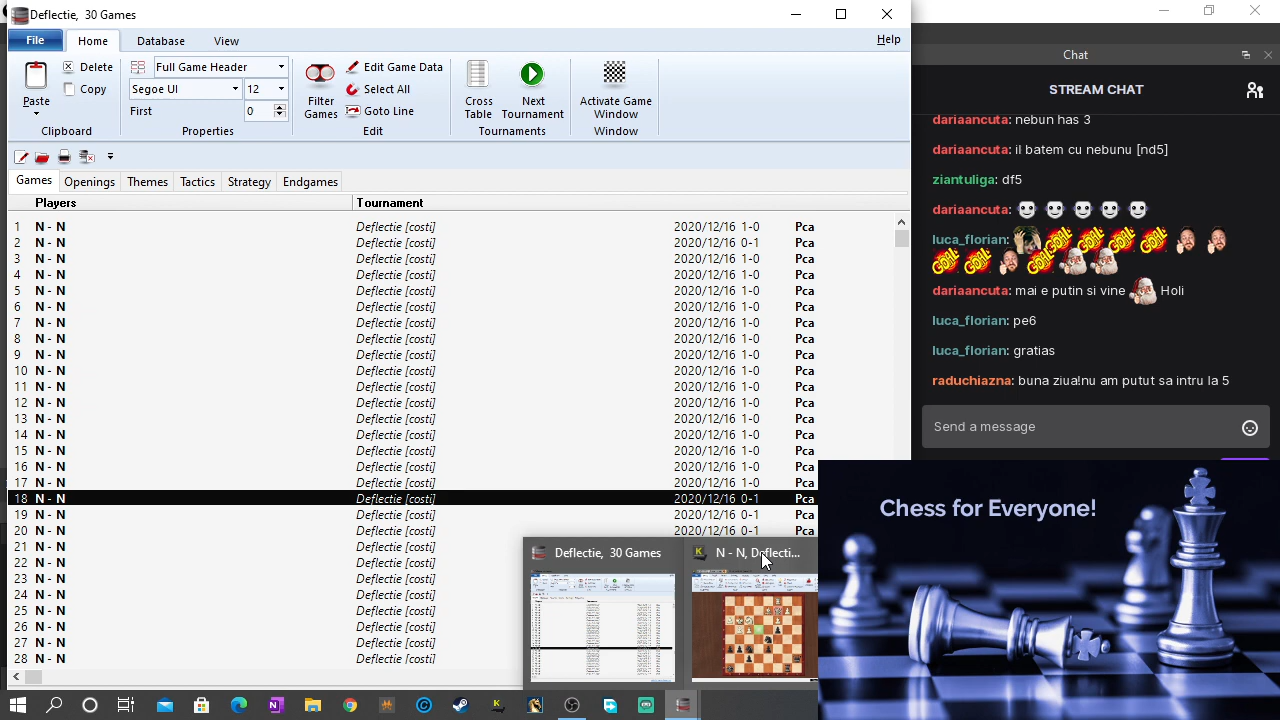 Deflectie, 30 Games
File Home Database View Help
Paste Delete Copy Clipboard
Full Game Header
Segoe UI 12
First 0
Properties
Filter Games
Edit Game Data
Select All
Goto Line
Edit
Cross Table Next Tournament
Tournaments
Activate Game Window
Window
Games Openings Themes Tactics Strategy Endgames
Players Tournament
1 N - N Deflectie [costi] 2020/12/16 1-0 Pca
2 N - N Deflectie [costi] 2020/12/16 0-1 Pca
3 N - N Deflectie [costi] 2020/12/16 1-0 Pca
4 N - N Deflectie [costi] 2020/12/16 1-0 Pca
5 N - N Deflectie [costi] 2020/12/16 1-0 Pca
6 N - N Deflectie [costi] 2020/12/16 1-0 Pca
7 N - N Deflectie [costi] 2020/12/16 1-0 Pca
8 N - N Deflectie [costi] 2020/12/16 1-0 Pca
9 N - N Deflectie [costi] 2020/12/16 1-0 Pca
10 N - N Deflectie [costi] 2020/12/16 1-0 Pca
11 N - N Deflectie [costi] 2020/12/16 1-0 Pca
12 N - N Deflectie [costi] 2020/12/16 1-0 Pca
13 N - N Deflectie [costi] 2020/12/16 1-0 Pca
14 N - N Deflectie [costi] 2020/12/16 1-0 Pca
15 N - N Deflectie [costi] 2020/12/16 1-0 Pca
16 N - N Deflectie [costi] 2020/12/16 1-0 Pca
17 N - N Deflectie [costi] 2020/12/16 1-0 Pca
18 N - N Deflectie [costi] 2020/12/16 0-1 Pca
19 N - N Deflectie [costi] 2020/12/16 0-1 Pca
20 N - N Deflectie [costi] 2020/12/16 0-1 Pca
21 N - N Deflectie [costi]
22 N - N Deflectie [costi]
23 N - N Deflectie [costi]
24 N - N Deflectie [costi]
25 N - N Deflectie [costi]
26 N - N Deflectie [costi]
27 N - N Deflectie [costi]
28 N - N Deflectie [costi]
Deflectie, 30 Games
N - N, Deflecti...
Chat
STREAM CHAT
dariaancuta: nebun has 3
dariaancuta: il batem cu nebunu [nd5]
ziantuliga: df5
dariaancuta:
luca_florian: GOAL GOAL GOAL GOAL
GOAL GOAL GOAL
dariaancuta: mai e putin si vine Holi
luca_florian: pe6
luca_florian: gratias
raduchiazna: buna ziua!nu am putut sa intru la 5
Send a message
Chess for Everyone!